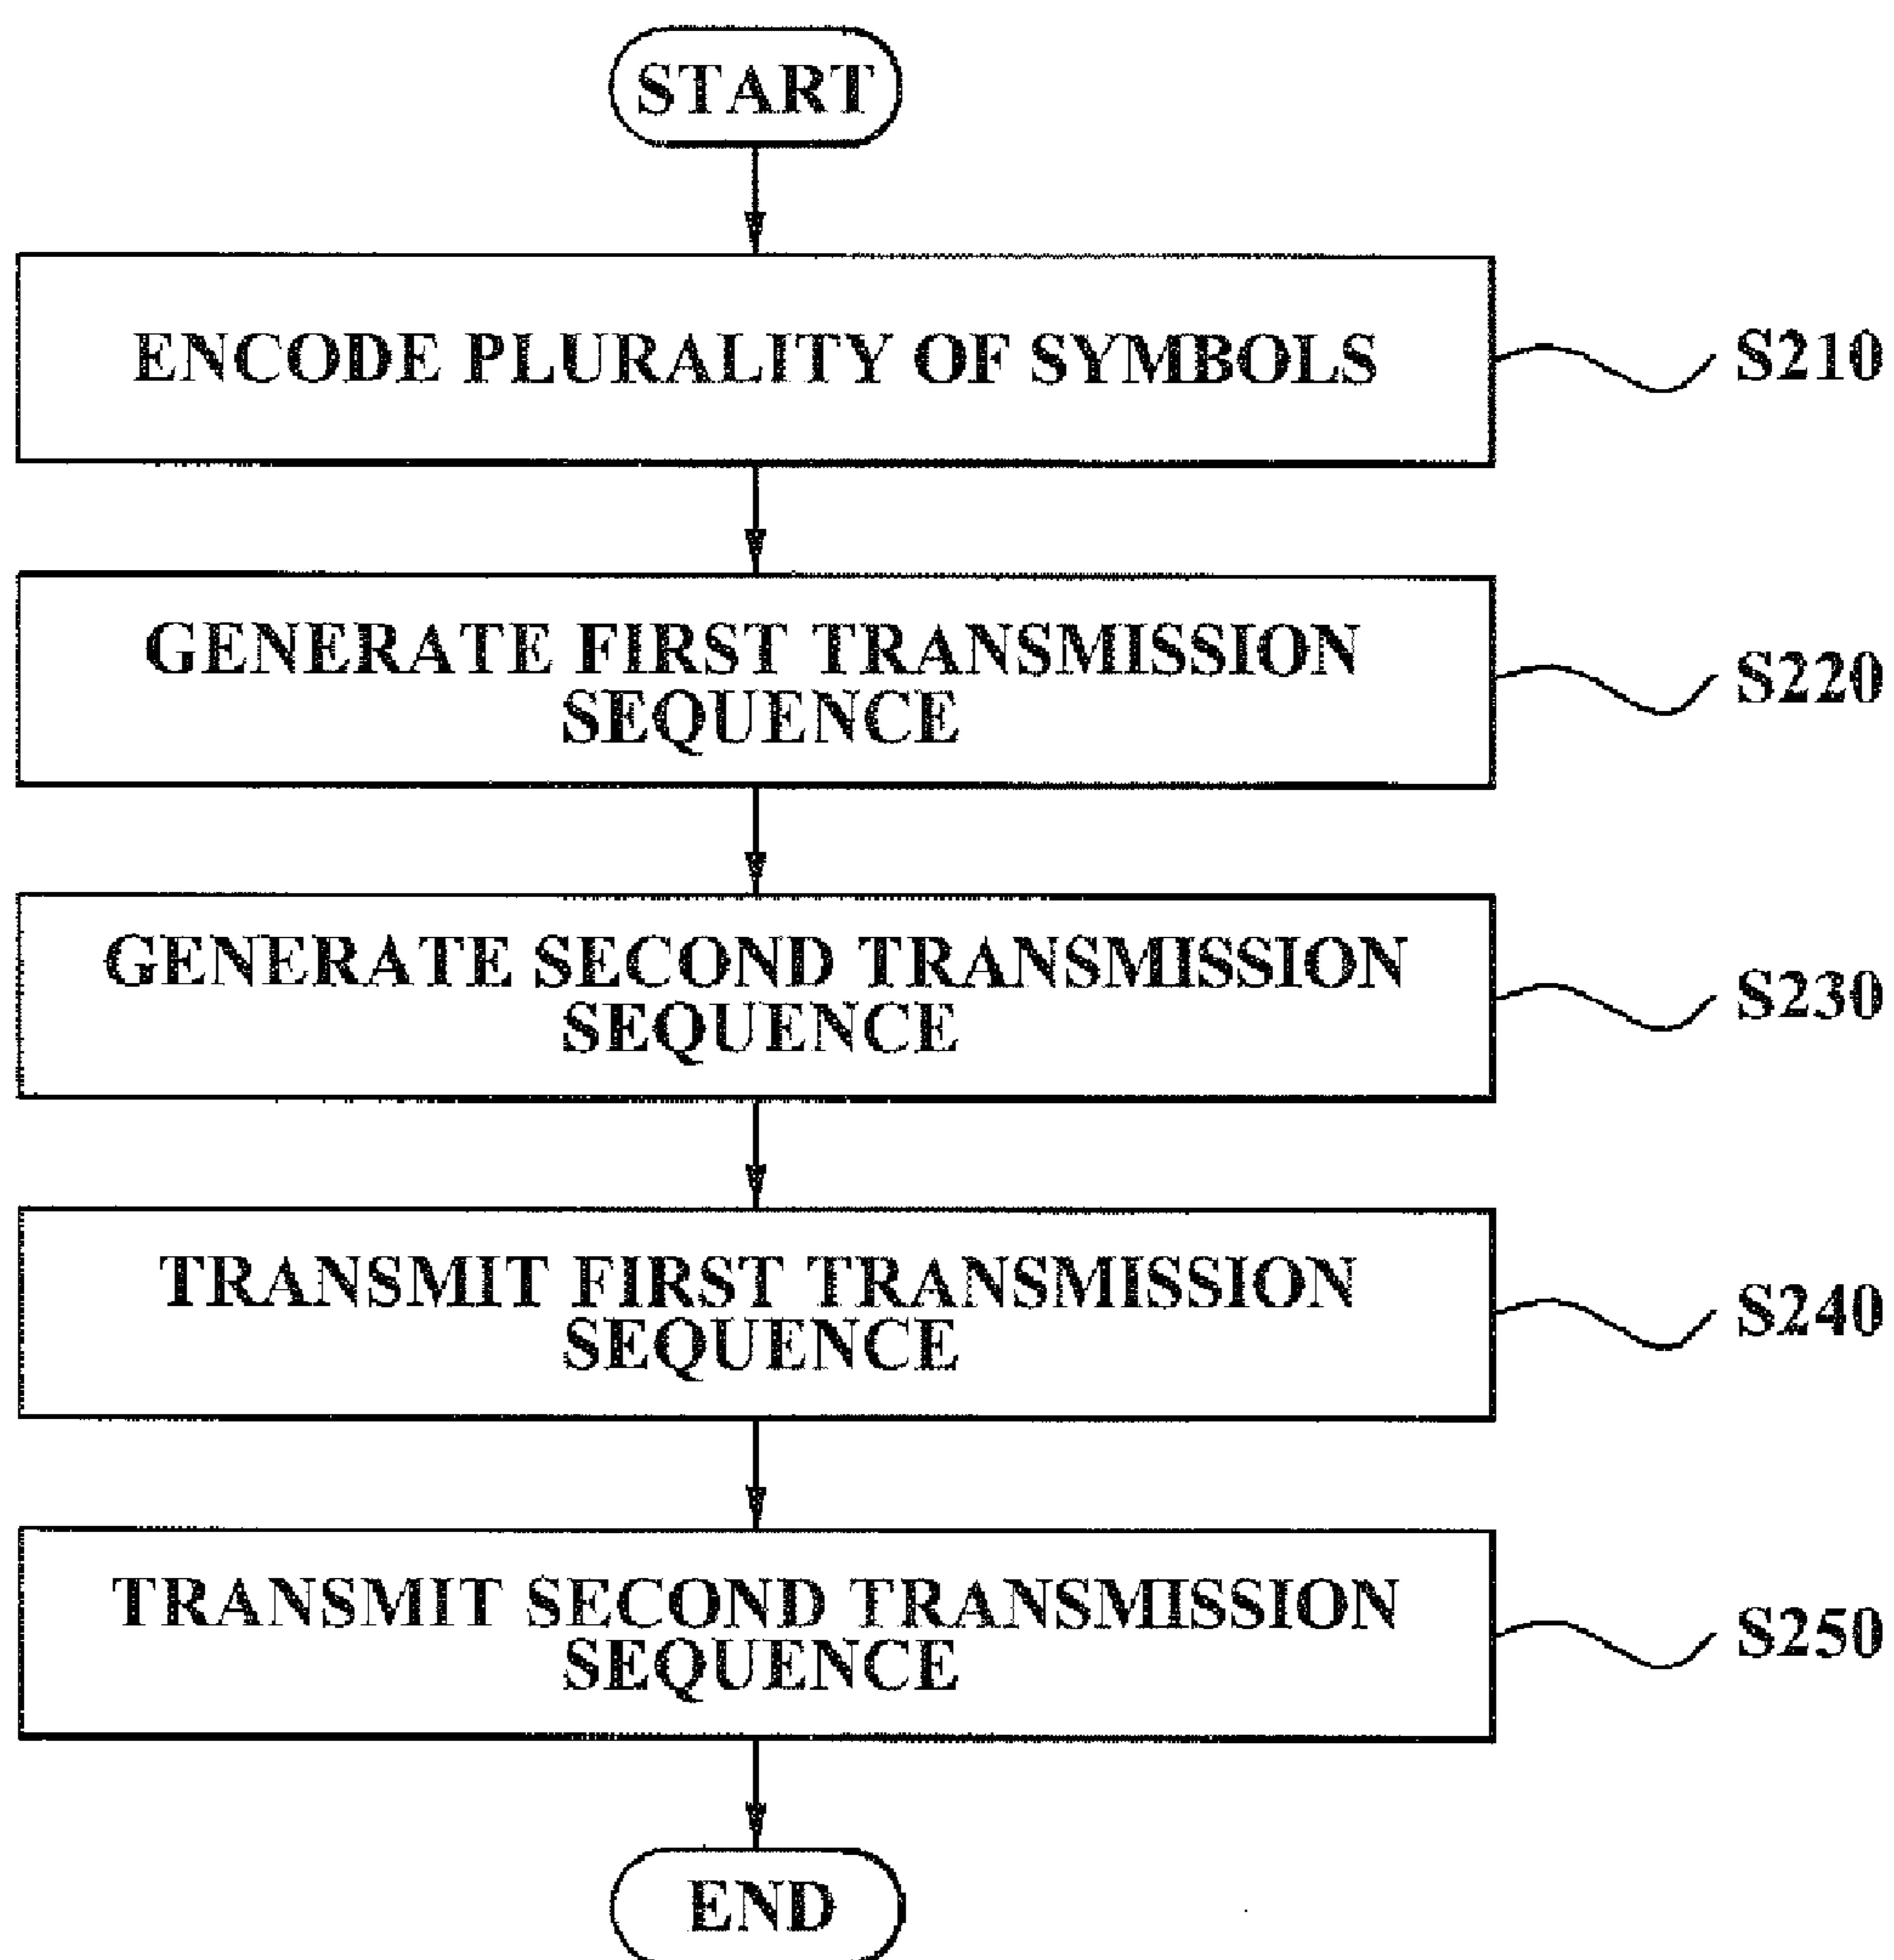 START
ENCODE PLURALITY OF SYMBOLS
S210
GENERATE FIRST TRANSMISSION
SEQUENCE
S220
GENERATE SECOND TRANSMISSION
SEQUENCE
S230
TRANSMIT FIRST TRANSMISSION
SEQUENCE
S240
TRANSMIT SECOND TRANSMISSION
SEQUENCE
S250
END